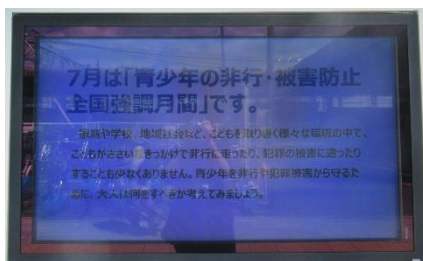 7月は「青少年の非行・被害防止
全国強調月間」です。
家族や学校、地域社会など、こどもを取り巻く様々な環境の中で、
こどもがささいなきっかけで非行に走ったり、犯罪の被害に遭ったり
することも少なくありません。青少年を非行や犯罪被害から守るた
めに、大人は何をすべきか考えてみましょう。